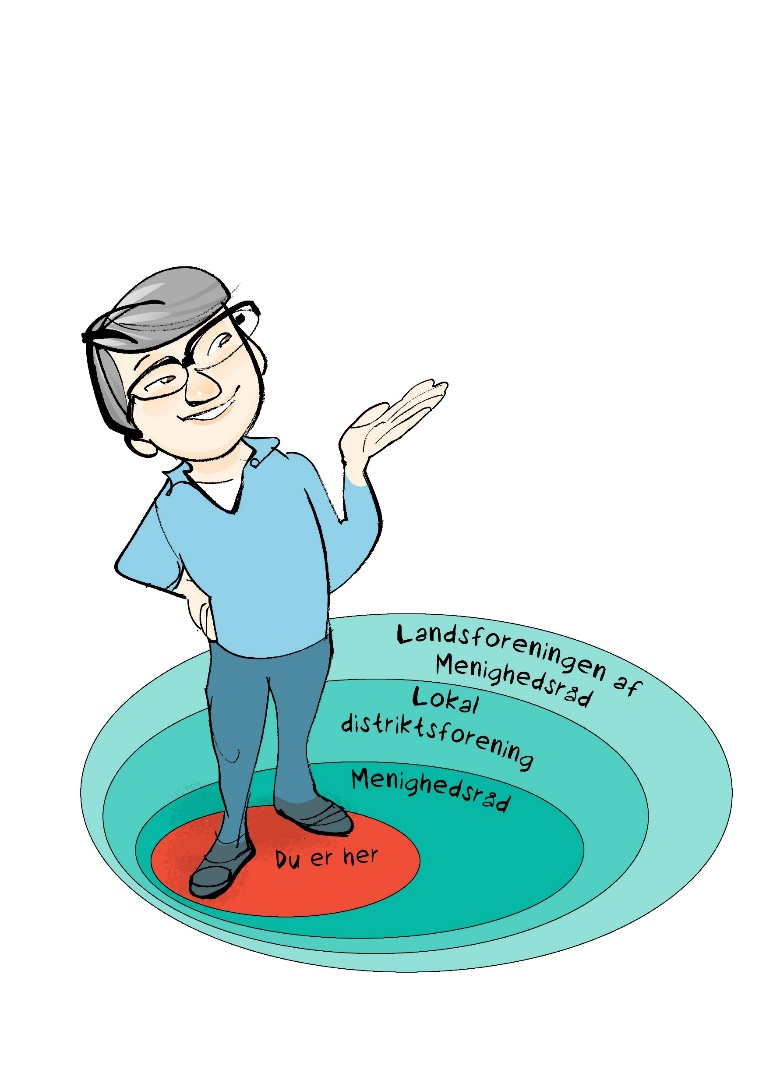 Landsforeningen af
Menighedsråd
Lokal
distriktsforening
Menighedsråd
Du er her